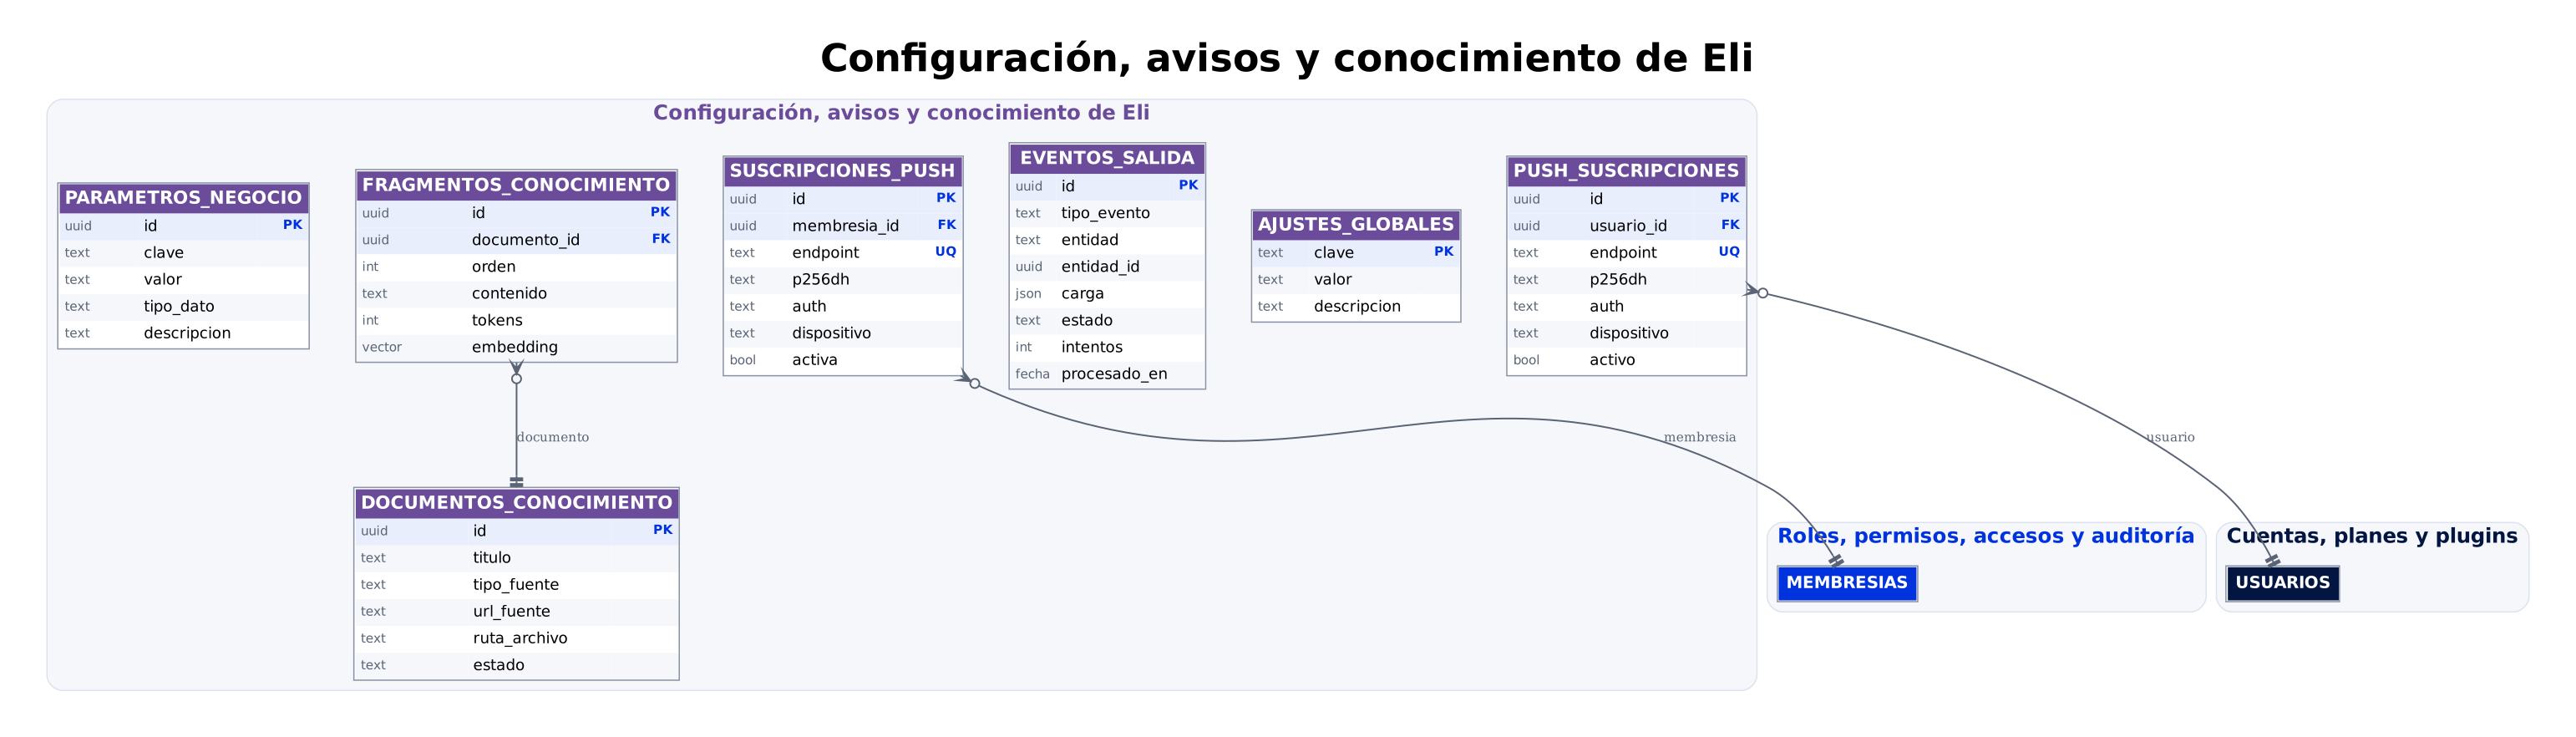 Configuración, avisos y conocimiento de Eli
Configuración, avisos y conocimiento de Eli
PARAMETROS_NEGOCIO
uuid id PK
text clave
text valor
text tipo_dato
text descripcion
FRAGMENTOS_CONOCIMIENTO
uuid id PK
uuid documento_id FK
int orden
text contenido
int tokens
vector embedding
SUSCRIPCIONES_PUSH
uuid id PK
uuid membresia_id FK
text endpoint UQ
text p256dh
text auth
text dispositivo
bool activa
EVENTOS_SALIDA
uuid id PK
text tipo_evento
text entidad
uuid entidad_id
json carga
text estado
int intentos
fecha procesado_en
AJUSTES_GLOBALES
text clave PK
text valor
text descripcion
PUSH_SUSCRIPCIONES
uuid id PK
uuid usuario_id FK
text endpoint UQ
text p256dh
text auth
text dispositivo
bool activo
documento
membresia
usuario
DOCUMENTOS_CONOCIMIENTO
uuid id PK
text titulo
text tipo_fuente
text url_fuente
text ruta_archivo
text estado
Roles, permisos, accesos y auditoría
MEMBRESIAS
Cuentas, planes y plugins
USUARIOS